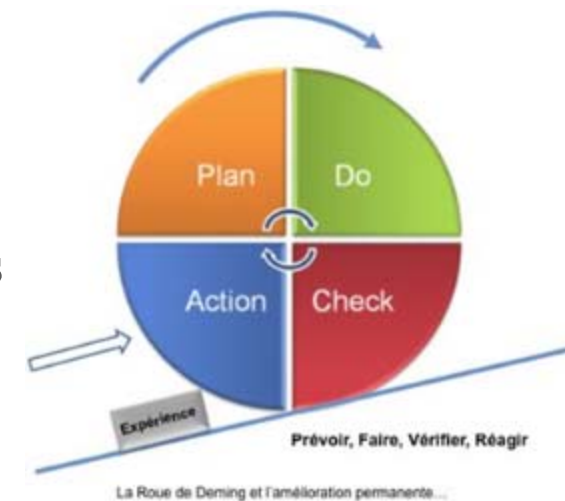 Plan
Do
s
Action
Check
Expérience
Prévoir, Faire, Vérifier, Réagir
La Roue de Deming et l'amélioration permanente...